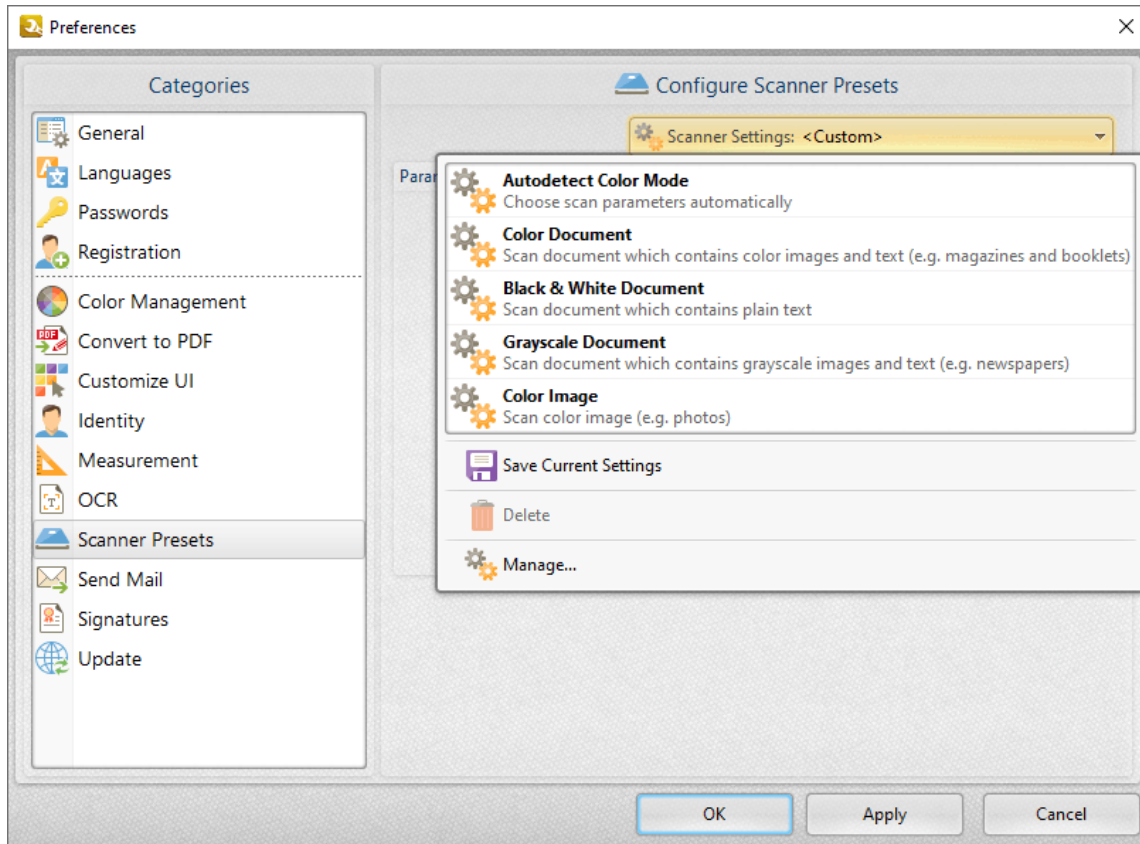 Preferences
Categories
General
Languages
Passwords
Registration
Color Management
Convert to PDF
Customize UI
Identity
Measurement
OCR
Scanner Presets
Send Mail
Signatures
Update
Configure Scanner Presets
Scanner Settings: <Custom>
Param
Autodetect Color Mode
Choose scan parameters automatically
Color Document
Scan document which contains color images and text (e.g. magazines and booklets)
Black & White Document
Scan document which contains plain text
Grayscale Document
Scan document which contains grayscale images and text (e.g. newspapers)
Color Image
Scan color image (e.g. photos)
Save Current Settings
Delete
Manage...
OK
Apply
Cancel